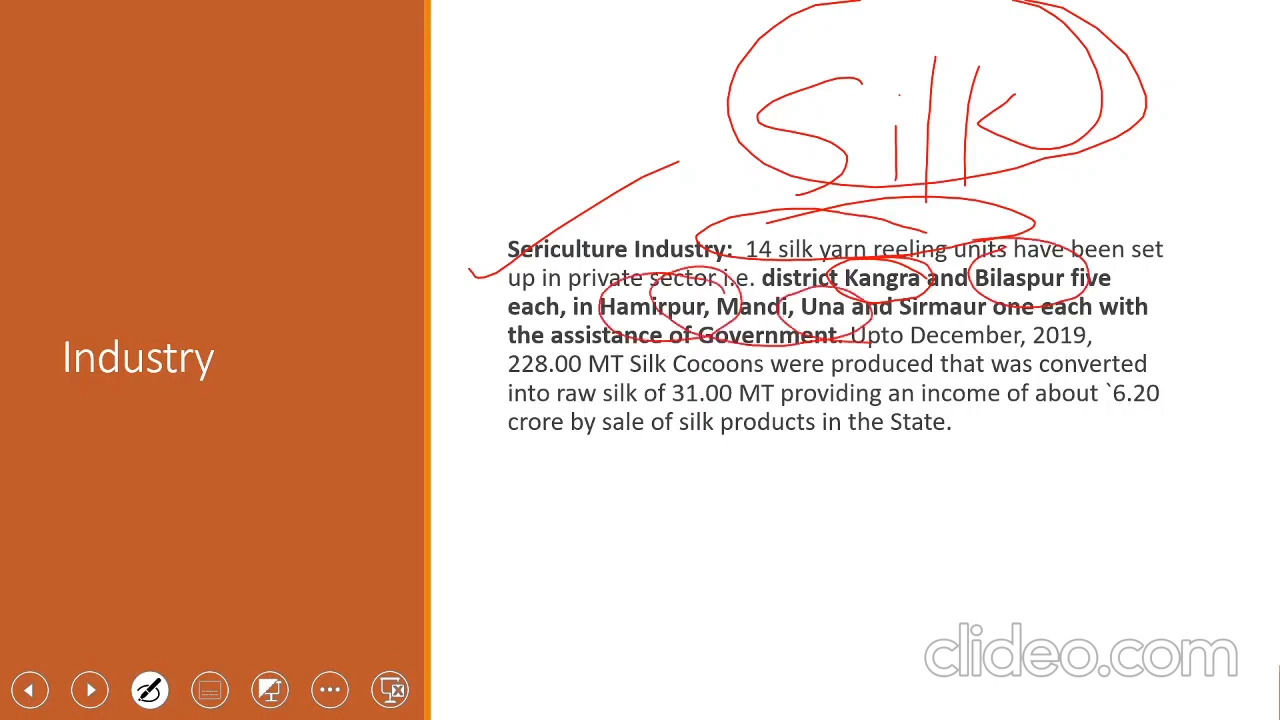 Silk
Sericulture Industry: 14 silk yarn reeling units have been set
up in private sector i.e. district Kangra and Bilaspur five
each, in Hamirpur, Mandi, Una and Sirmaur one each with
the assistance of Government. Upto December, 2019,
228.00 MT Silk Cocoons were produced that was converted
into raw silk of 31.00 MT providing an income of about `6.20
crore by sale of silk products in the State.
Industry
clideo.com